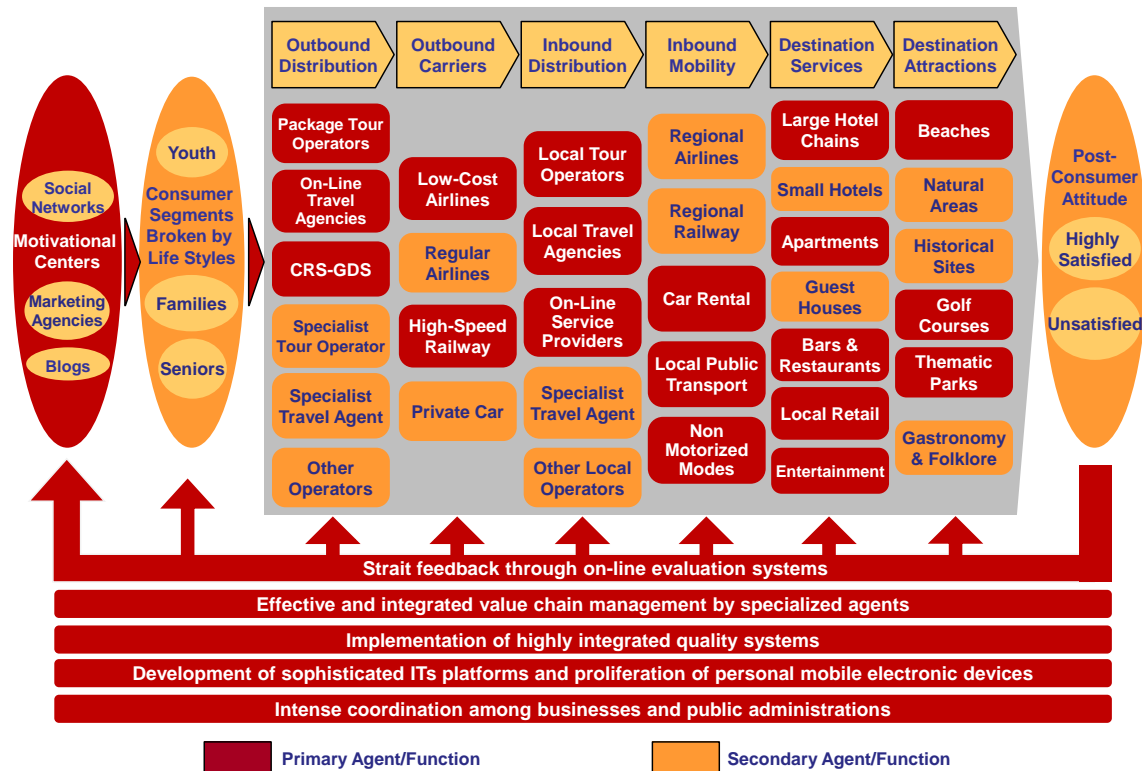 Outbound
Distribution
Outbound
Carriers
Inbound
Distribution
Inbound
Mobility
Destination
Services
Destination
Attractions
Social
Networks
Motivational
Centers
Marketing
Agencies
Blogs
Youth
Consumer
Segments
Broken by
Life Styles
Families
Seniors
Package Tour
Operators
On-Line
Travel
Agencies
CRS-GDS
Specialist
Tour Operator
Specialist
Travel Agent
Other
Operators
Low-Cost
Airlines
Regular
Airlines
High-Speed
Railway
Private Car
Local Tour
Operators
Local Travel
Agencies
On-Line
Service
Providers
Specialist
Travel Agent
Other Local
Operators
Regional
Airlines
Regional
Railway
Car Rental
Local Public
Transport
Non
Motorized
Modes
Large Hotel
Chains
Small Hotels
Apartments
Guest
Houses
Bars &
Restaurants
Local Retail
Entertainment
Beaches
Natural
Areas
Historical
Sites
Golf
Courses
Thematic
Parks
Gastronomy
& Folklore
Post-
Consumer
Attitude
Highly
Satisfied
Unsatisfied
Strait feedback through on-line evaluation systems
Effective and integrated value chain management by specialized agents
Implementation of highly integrated quality systems
Development of sophisticated ITs platforms and proliferation of personal mobile electronic devices
Intense coordination among businesses and public administrations
Primary Agent/Function
Secondary Agent/Function